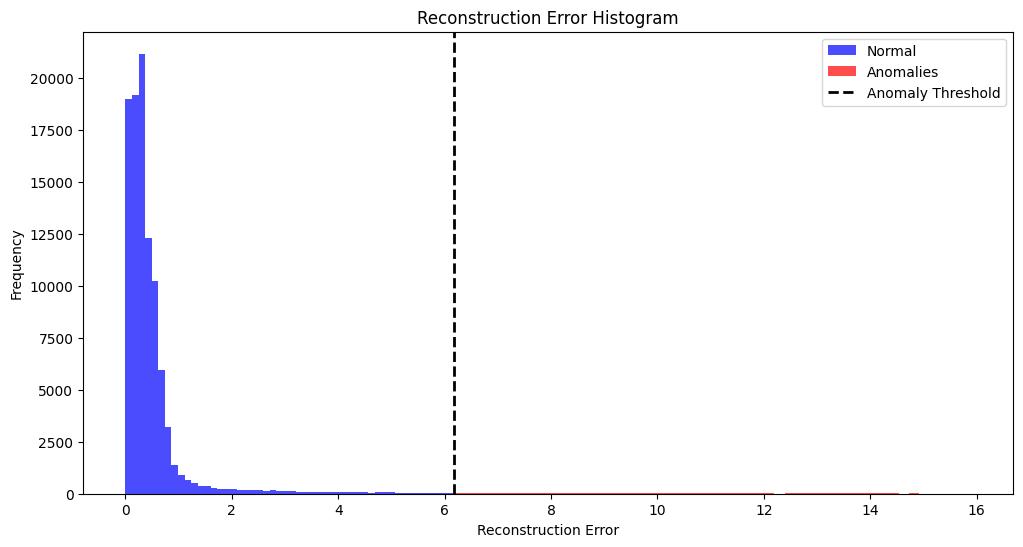 Reconstruction Error Histogram
Normal
Anomalies
Anomaly Threshold
Frequency
20000
17500
15000
12500
10000
7500
5000
2500
0
0 2 4 6 8 10 12 14 16
Reconstruction Error